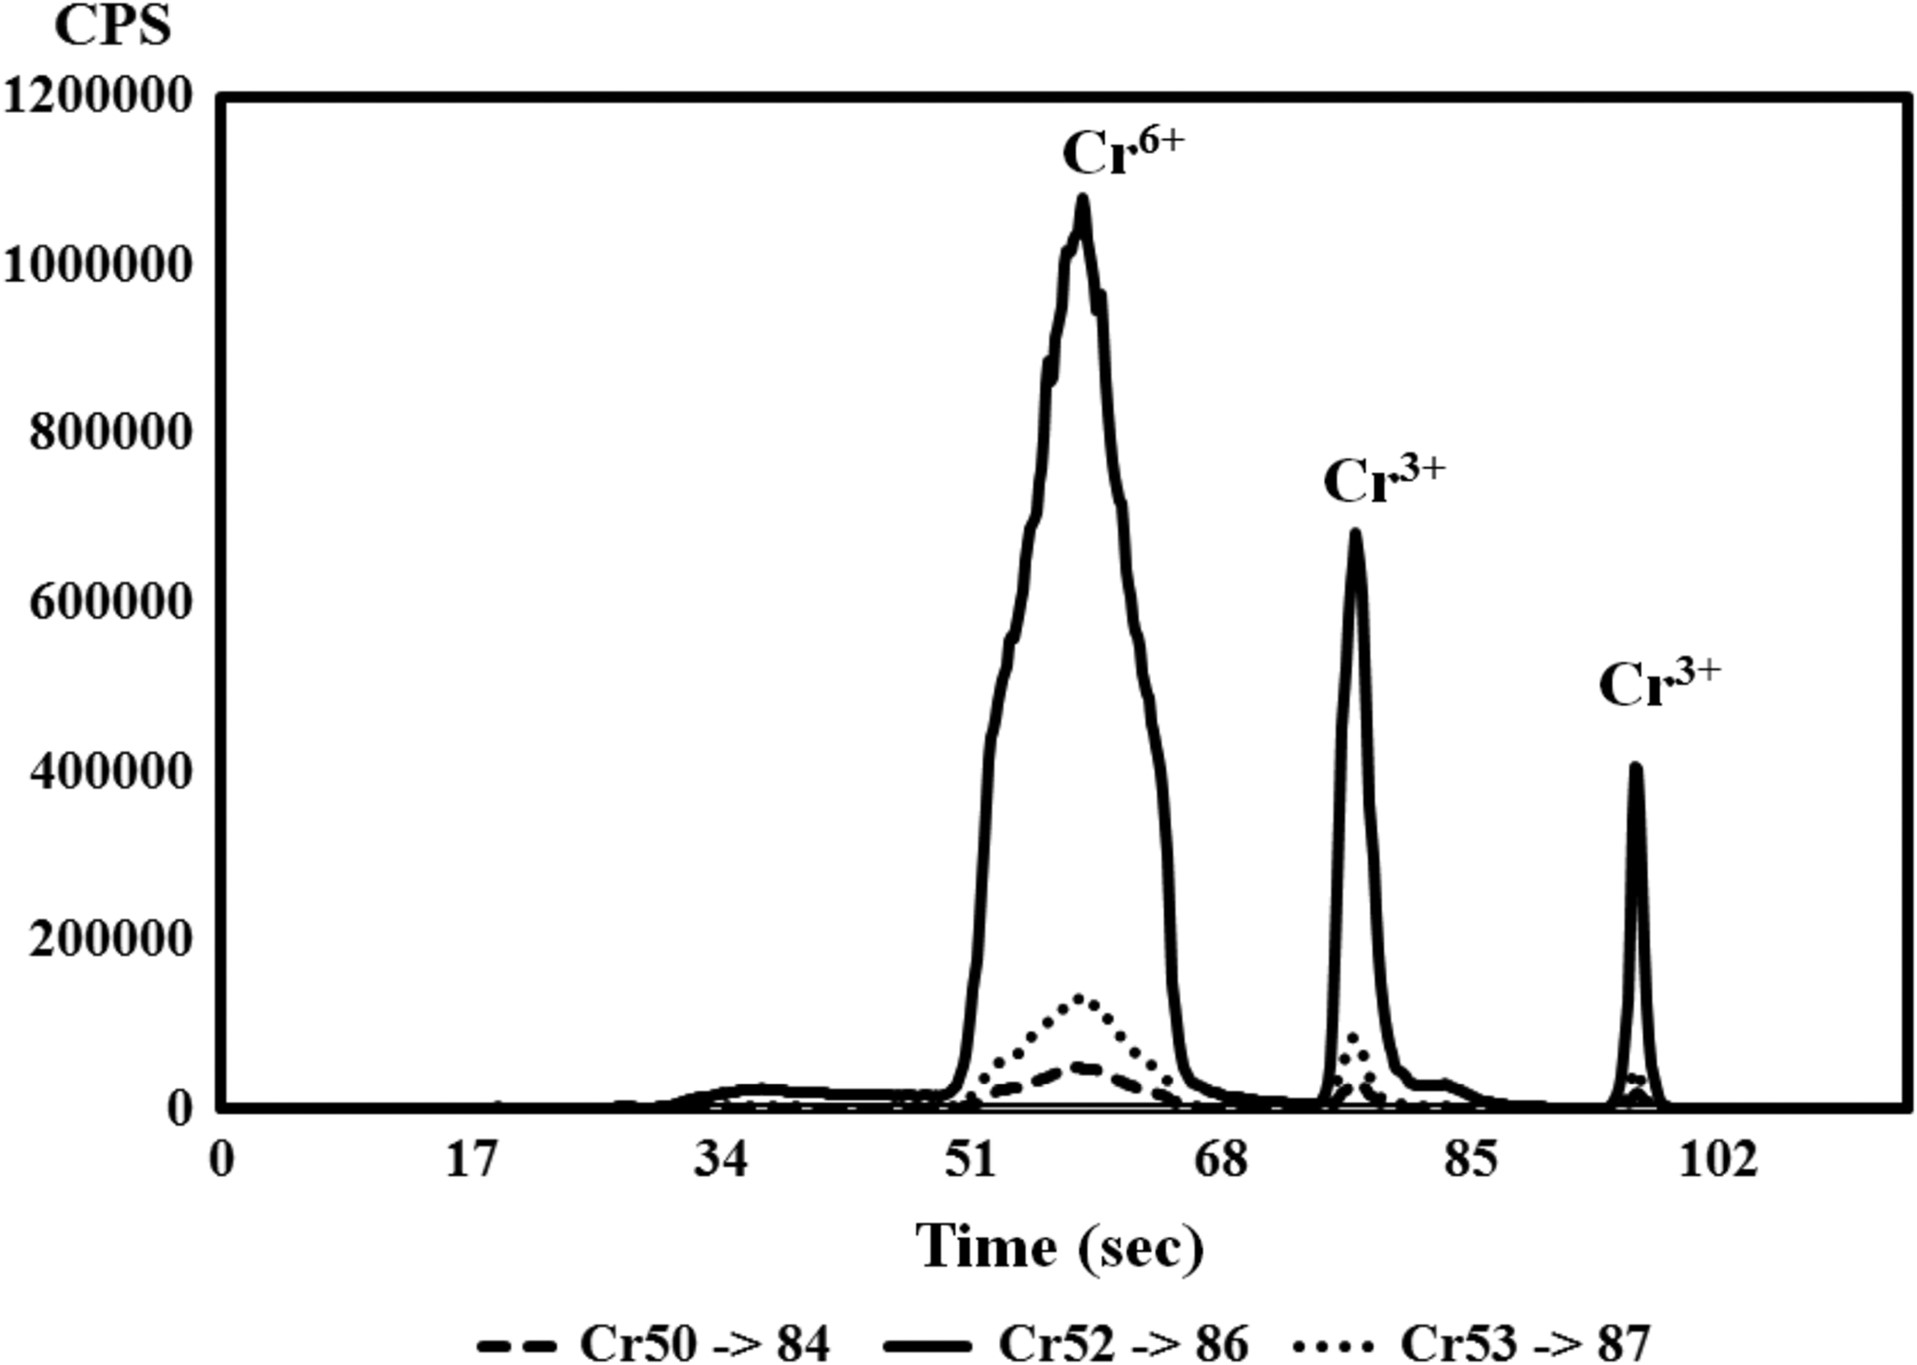 CPS
1200000
1000000
800000
600000
400000
200000
0
Cr6+
Cr3+
Cr3+
0 17 34 51 68 85 102
Time (sec)
Cr50 -> 84 Cr52 -> 86 Cr53 -> 87